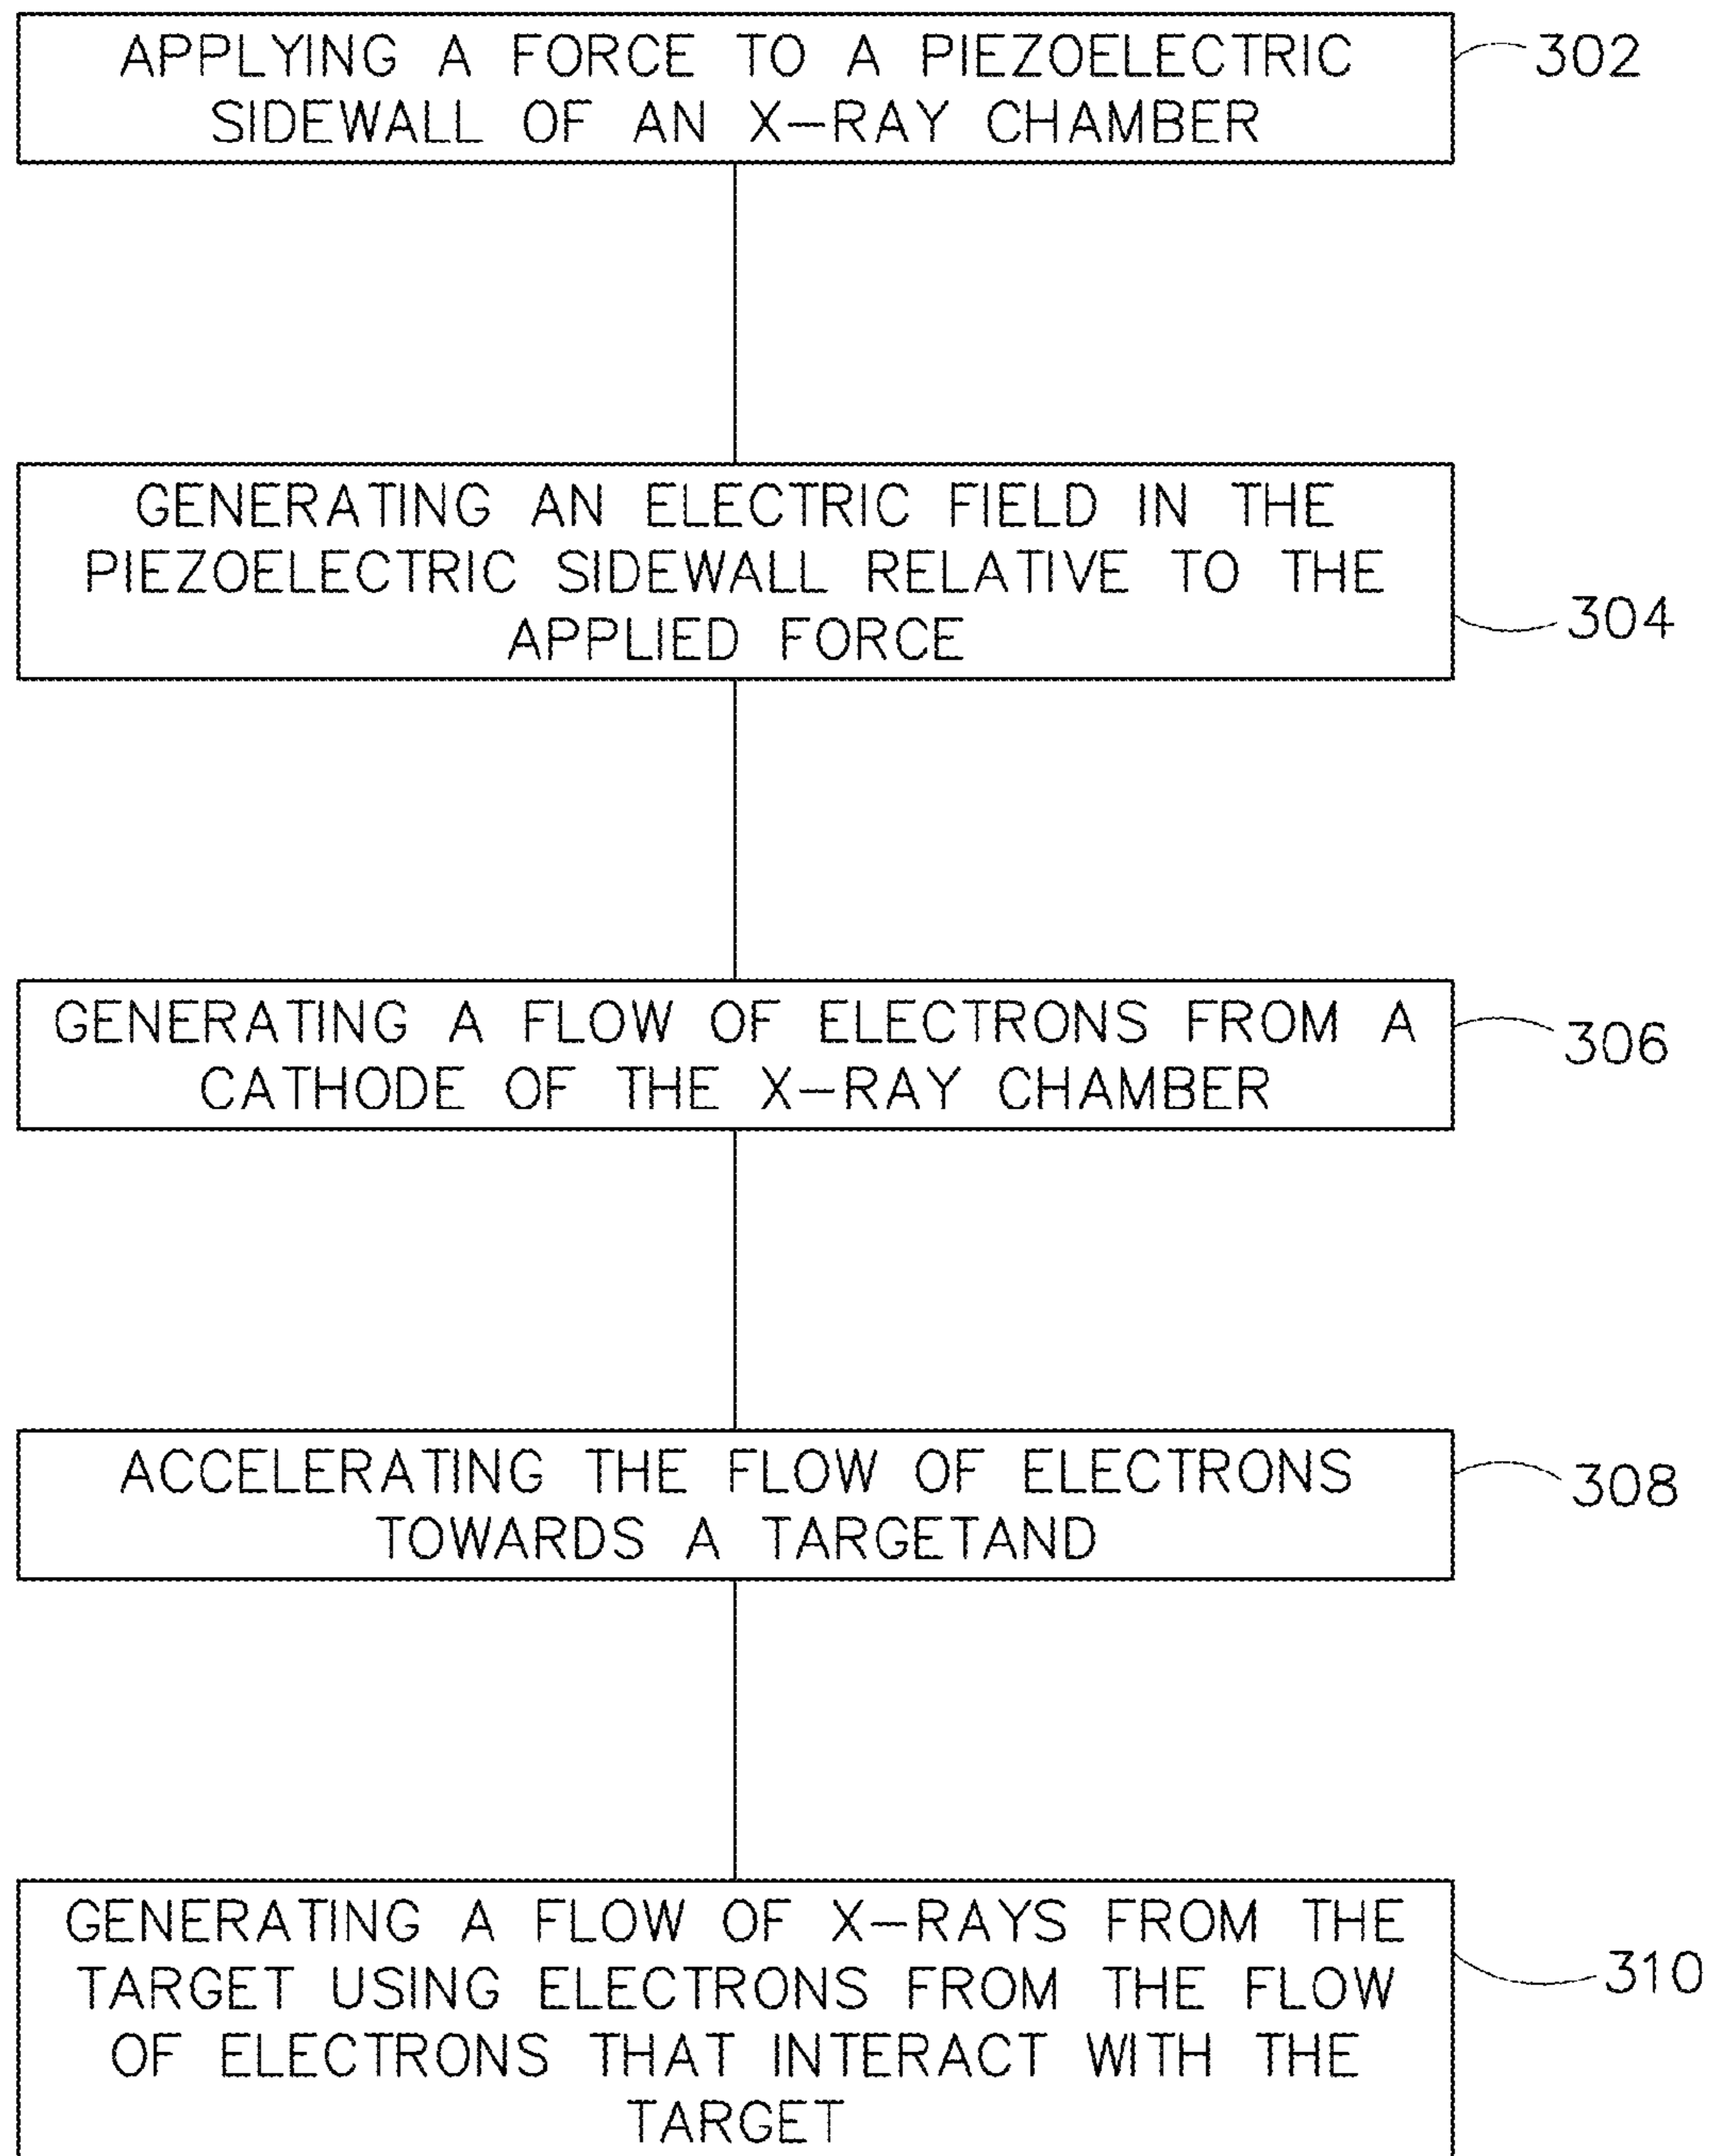 APPLYING A FORCE TO A PIEZOELECTRIC
SIDEWALL OF AN X-RAY CHAMBER
302
GENERATING AN ELECTRIC FIELD IN THE
PIEZOELECTRIC SIDEWALL RELATIVE TO THE
APPLIED FORCE
304
GENERATING A FLOW OF ELECTRONS FROM A
CATHODE OF THE X-RAY CHAMBER
306
ACCELERATING THE FLOW OF ELECTRONS
TOWARDS A TARGETAND
308
GENERATING A FLOW OF X-RAYS FROM THE
TARGET USING ELECTRONS FROM THE FLOW
OF ELECTRONS THAT INTERACT WITH THE
TARGET
310